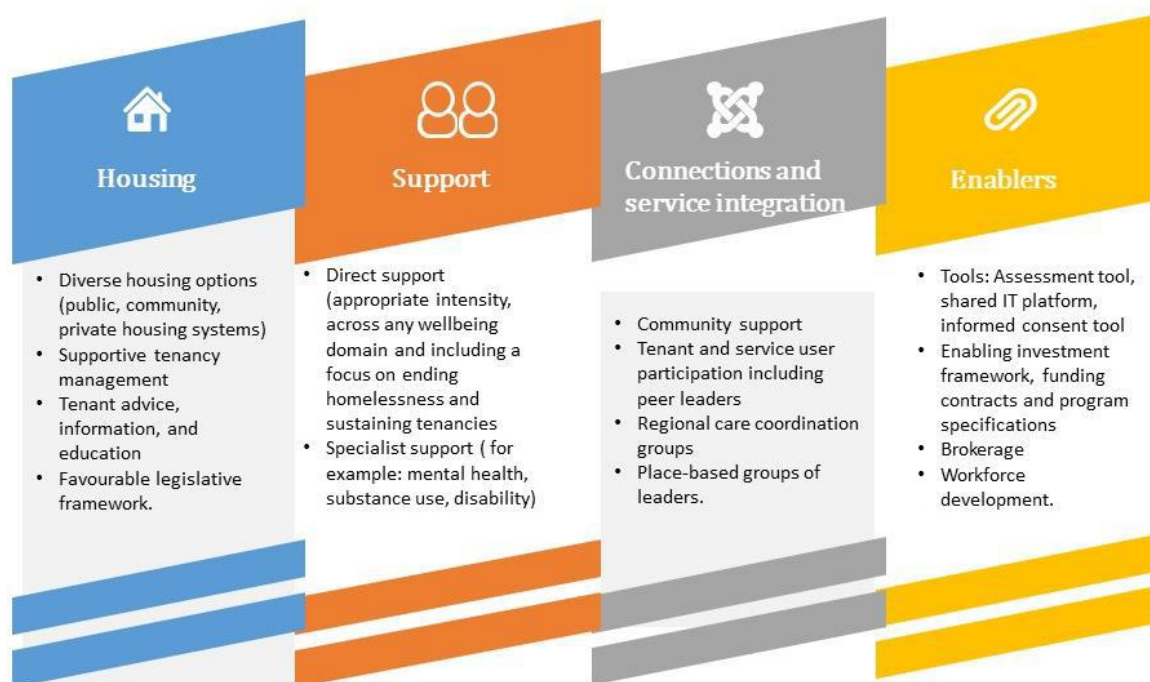 Housing
• Diverse housing options
(public, community,
private housing systems)
• Supportive tenancy
management
• Tenant advice,
information, and
education
• Favourable legislative
framework.
Support
• Direct support
(appropriate intensity,
across any wellbeing
domain and including a
focus on ending
homelessness and
sustaining tenancies
• Specialist support ( for
example: mental health,
substance use, disability)
Connections and
service integration
• Community support
• Tenant and service user
participation including
peer leaders
• Regional care coordination
groups
• Place-based groups of
leaders.
Enablers
• Tools: Assessment tool,
shared IT platform,
informed consent tool
• Enabling investment
framework, funding
contracts and program
specifications
• Brokerage
• Workforce
development.